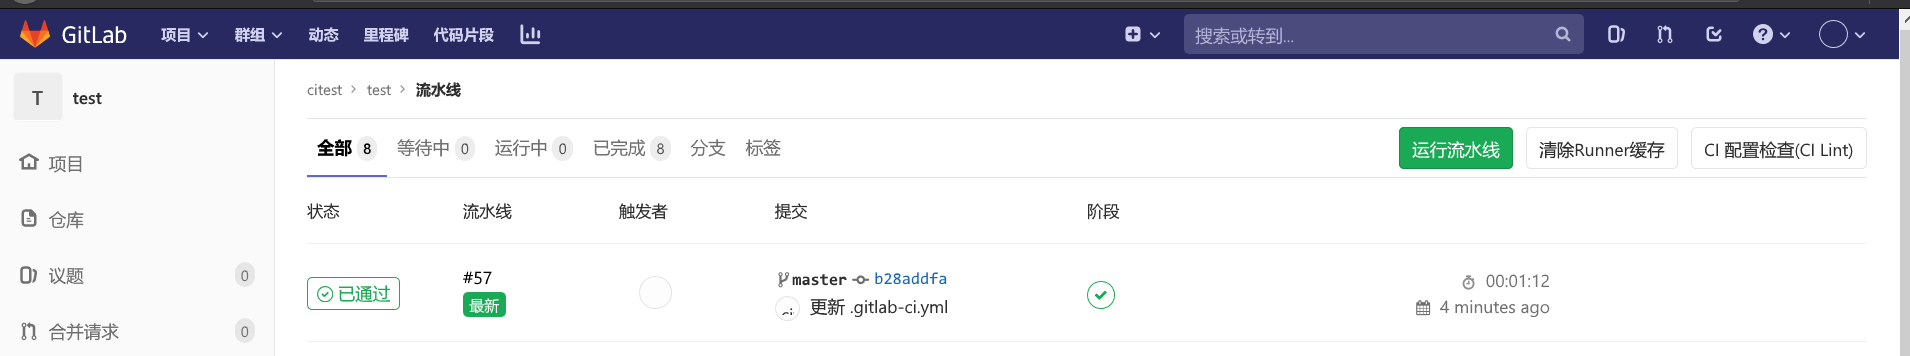 GitLab 项目 群组 动态 里程碑 代码片段 搜索或转到...
T test
citest > test > 流水线
全部 8 等待中 0 运行中 0 已完成 8 分支 标签 运行流水线 清除Runner缓存 CI 配置检查(CI Lint)
项目
状态 流水线 触发者 提交 阶段
仓库
议题 0
#57 master b28addfa 00:01:12
已通过
最新 更新 .gitlab-ci.yml 4 minutes ago
合并请求 0